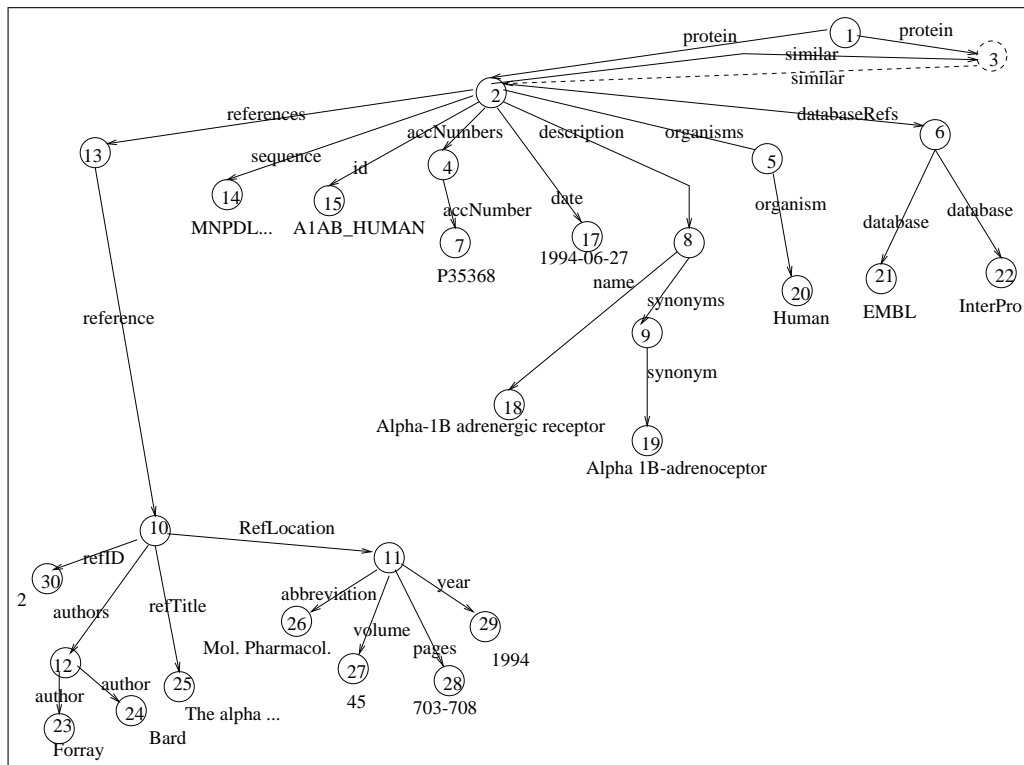 1
protein
protein
similar
3
similar
2
references
accNumbers
description
organisms
databaseRefs
6
13
sequence
id
4
5
14
15
accNumber
date
organism
database
database
MNPDL...
A1AB_HUMAN
7
17
8
P35368
1994-06-27
20
21
22
name
synonyms
Human
EMBL
InterPro
reference
9
synonym
18
Alpha-1B adrenergic receptor
19
Alpha 1B-adrenoceptor
10
RefLocation
refID
11
30
2
authors
refTitle
abbreviation
year
26
volume
29
Mol. Pharmacol.
pages
1994
12
27
28
author
author
25
45
703-708
23
24
The alpha ...
Forray
Bard